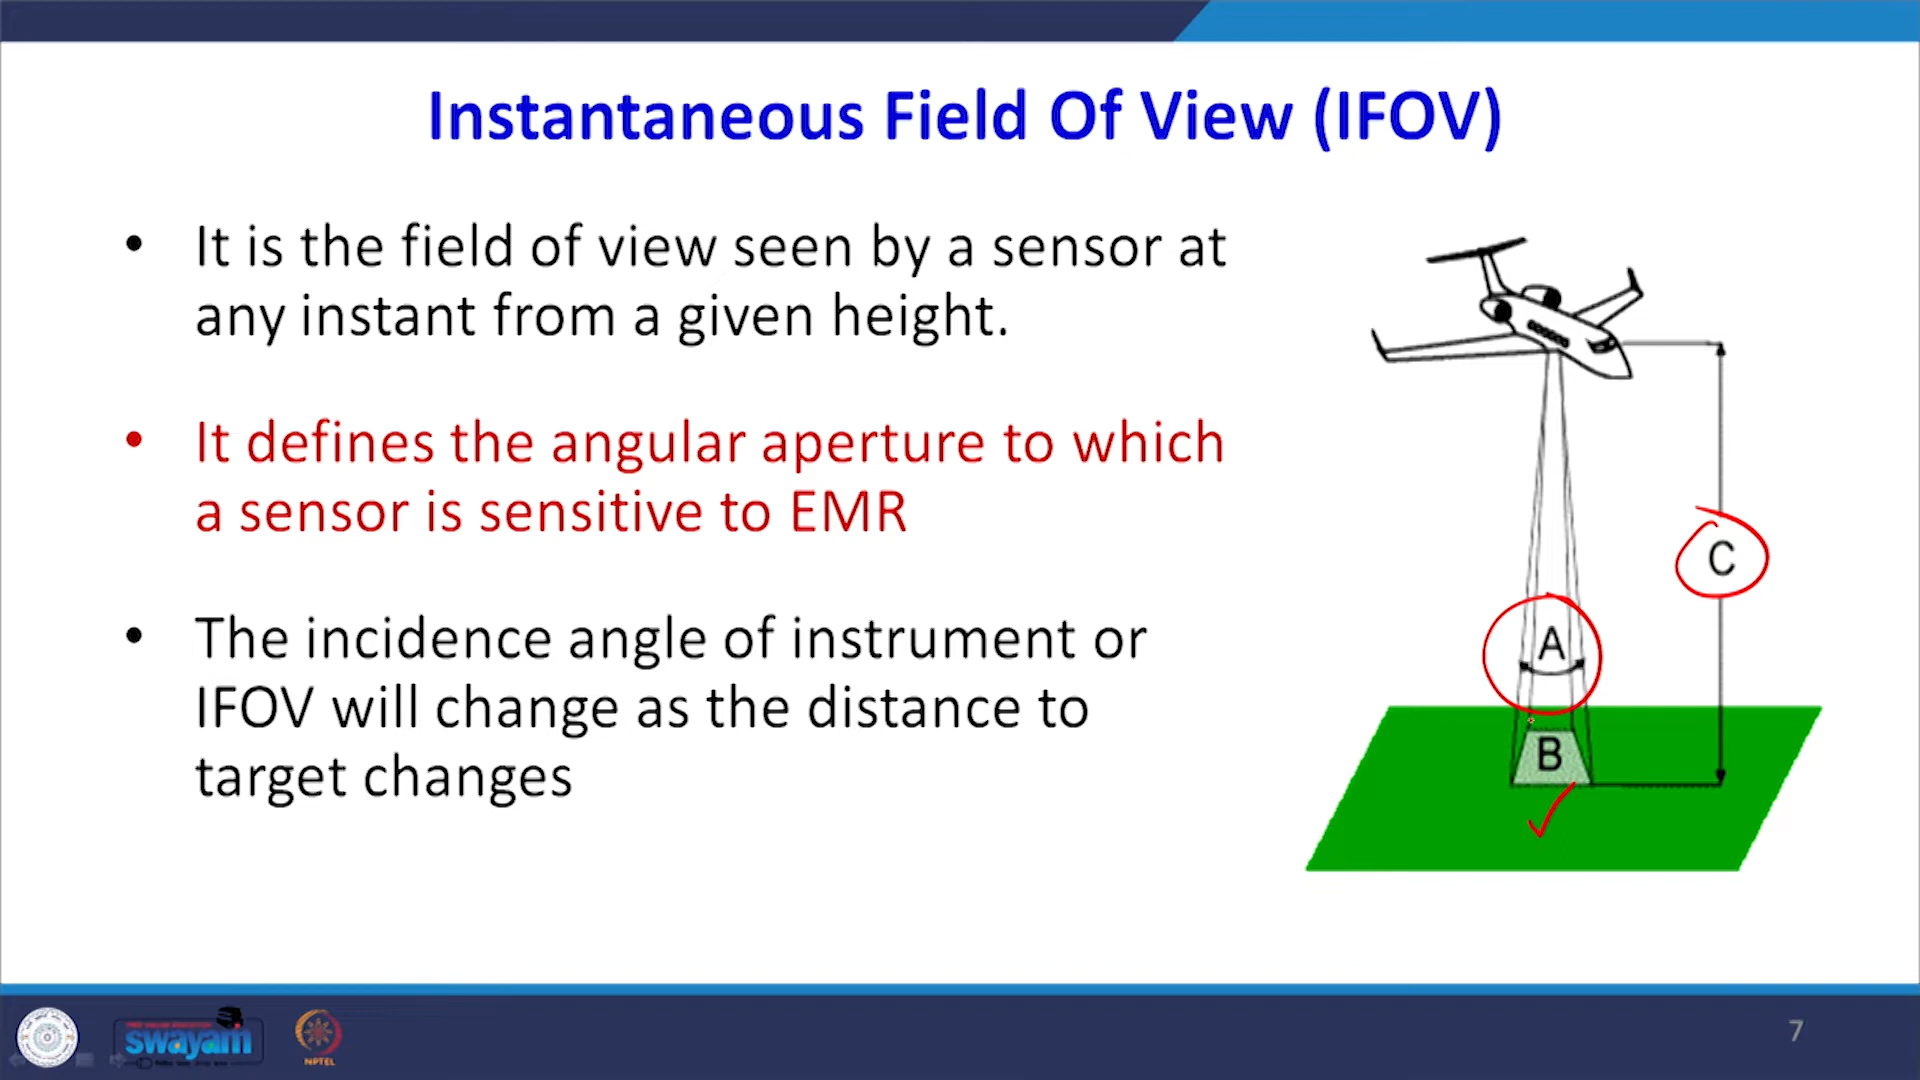 Instantaneous Field Of View (IFOV)
• It is the field of view seen by a sensor at
any instant from a given height.
• It defines the angular aperture to which
a sensor is sensitive to EMR
• The incidence angle of instrument or
IFOV will change as the distance to
target changes
C
A
B
swayam
NPTEL
7